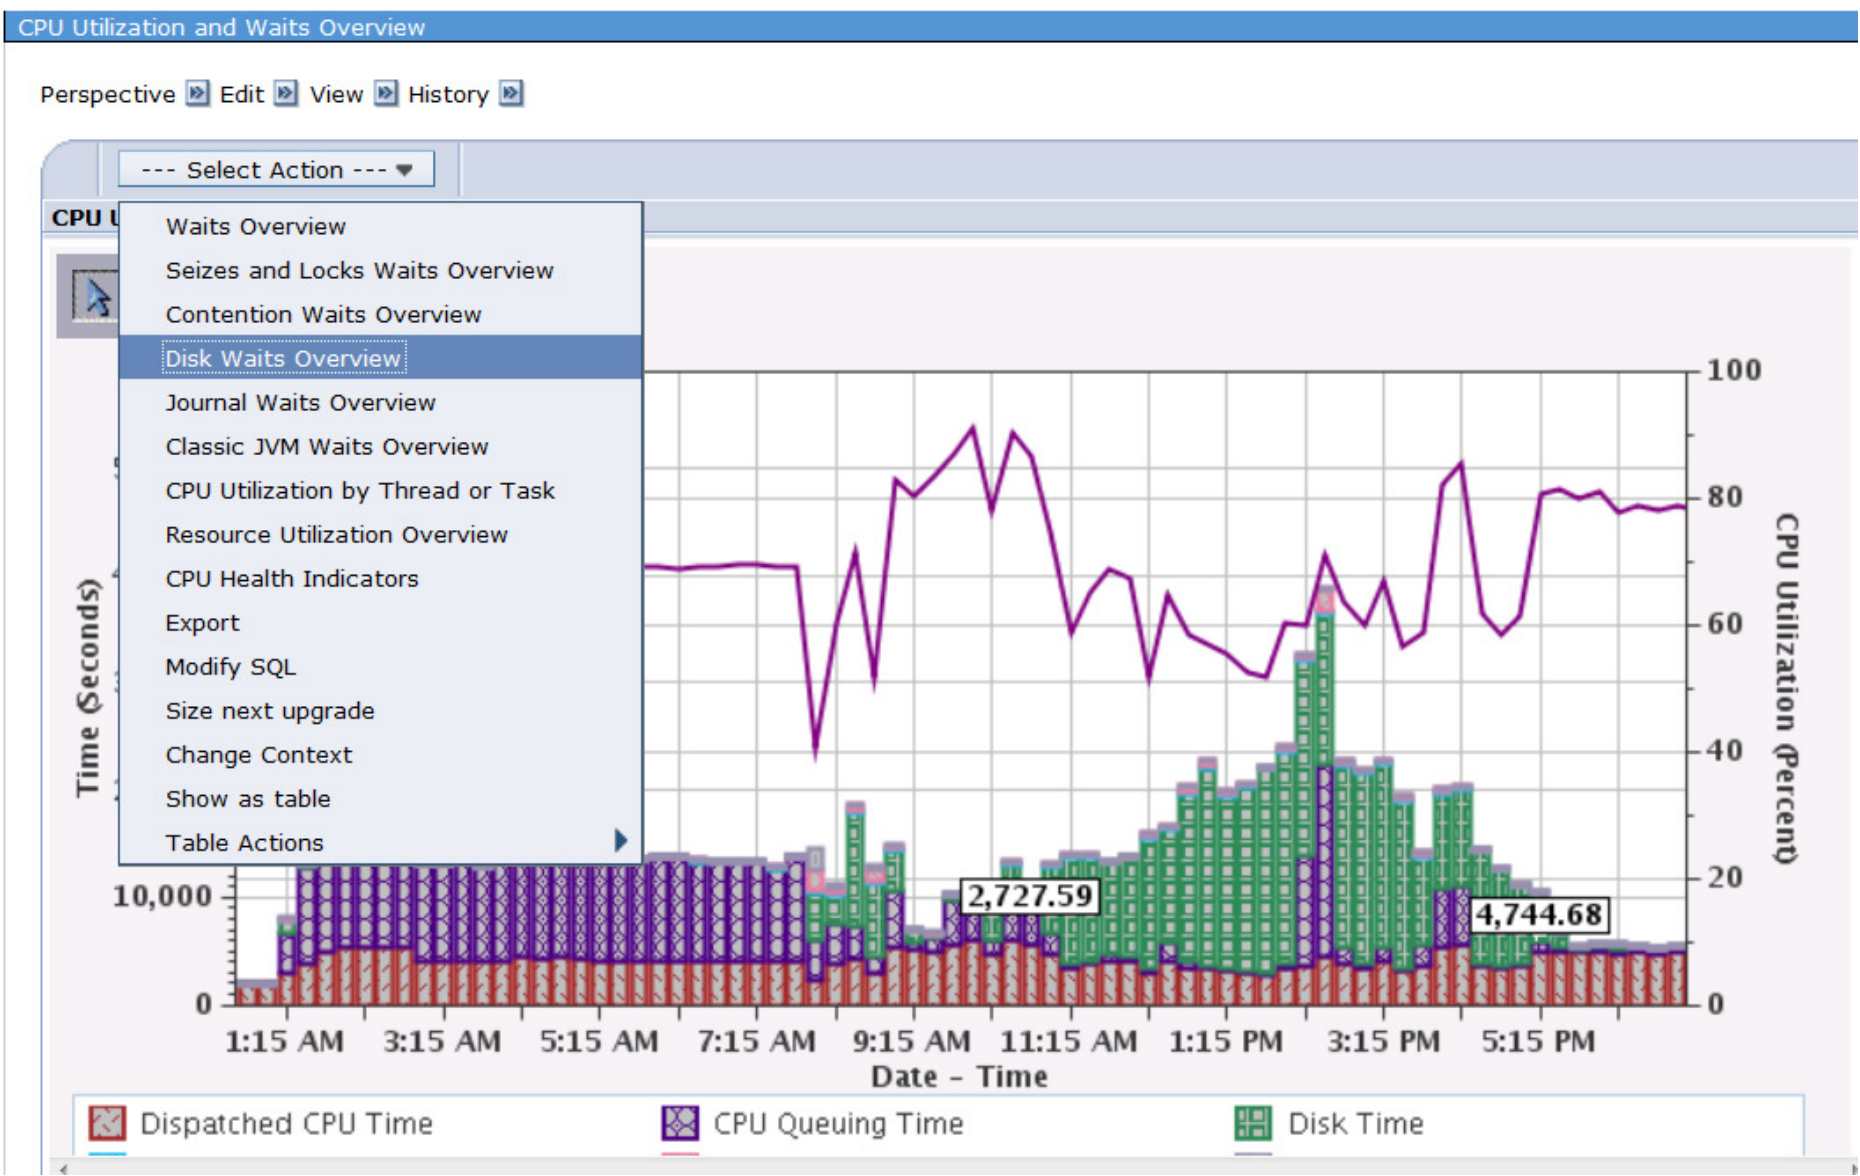 CPU Utilization and Waits Overview
Perspective Edit View History
--- Select Action ---
CPU U
Waits Overview
Seizes and Locks Waits Overview
Contention Waits Overview
Disk Waits Overview
Journal Waits Overview
Classic JVM Waits Overview
CPU Utilization by Thread or Task
Resource Utilization Overview
CPU Health Indicators
Export
Modify SQL
Size next upgrade
Change Context
Show as table
Table Actions
Time (Seconds)
10,000
0
100
80
60
40
20
0
CPU Utilization (Percent)
2,727.59
4,744.68
1:15 AM 3:15 AM 5:15 AM 7:15 AM 9:15 AM 11:15 AM 1:15 PM 3:15 PM 5:15 PM
Date - Time
Dispatched CPU Time CPU Queuing Time Disk Time